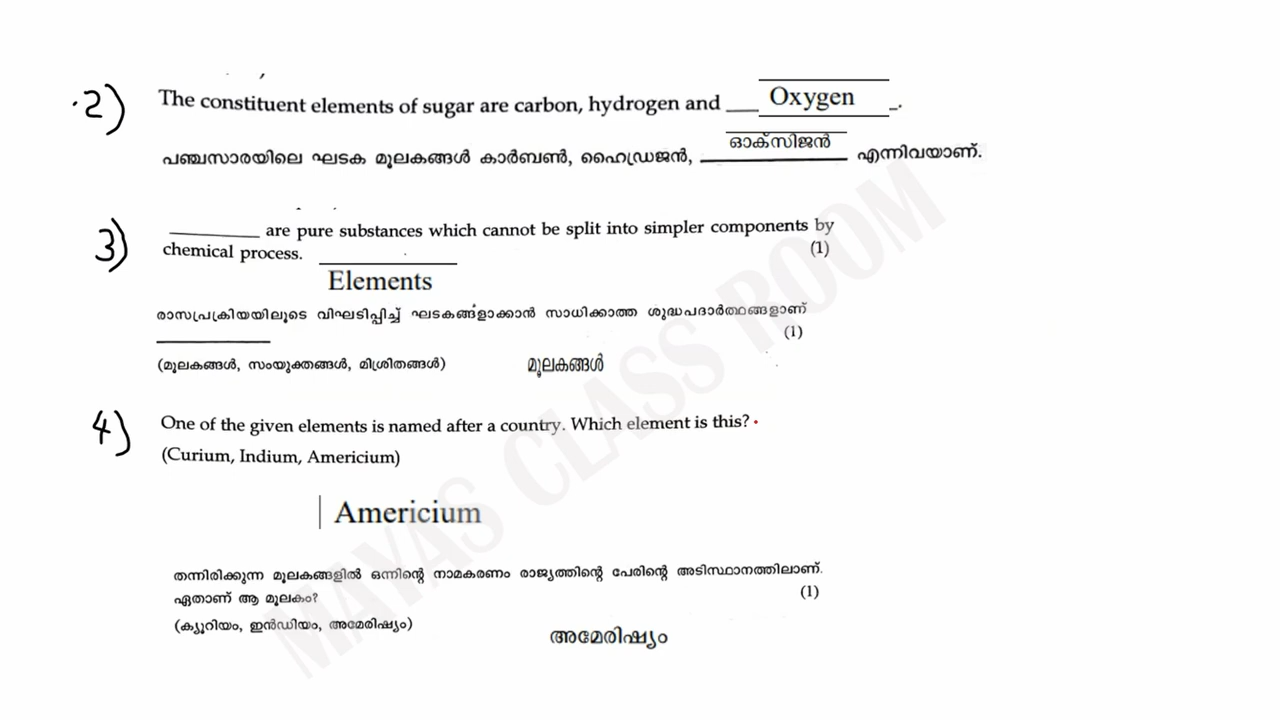 2)
The constituent elements of sugar are carbon, hydrogen and ___ Oxygen _.
പഞ്ചസാരയിലെ ഘടക മൂലകങ്ങൾ കാർബൺ, ഹൈഡ്രജൻ, ഓക്സിജൻ എന്നിവയാണ്.
3)
________ are pure substances which cannot be split into simpler components by
chemical process. (1)
Elements
രാസപ്രക്രിയയിലൂടെ വിഘടിപ്പിച്ച് ഘടകങ്ങളാക്കാൻ സാധിക്കാത്ത ശുദ്ധപദാർത്ഥങ്ങളാണ്
________ (1)
(മൂലകങ്ങൾ, സംയുക്തങ്ങൾ, മിശ്രിതങ്ങൾ) മൂലകങ്ങൾ
4)
One of the given elements is named after a country. Which element is this?
(Curium, Indium, Americium)
Americium
തന്നിരിക്കുന്ന മൂലകങ്ങളിൽ ഒന്നിന്റെ നാമകരണം രാജ്യത്തിന്റെ പേരിന്റെ അടിസ്ഥാനത്തിലാണ്.
ഏതാണ് ആ മൂലകം? (1)
(ക്യൂറിയം, ഇൻഡിയം, അമേരിഷ്യം)
അമേരിഷ്യം
MAYAS CLASS ROOM